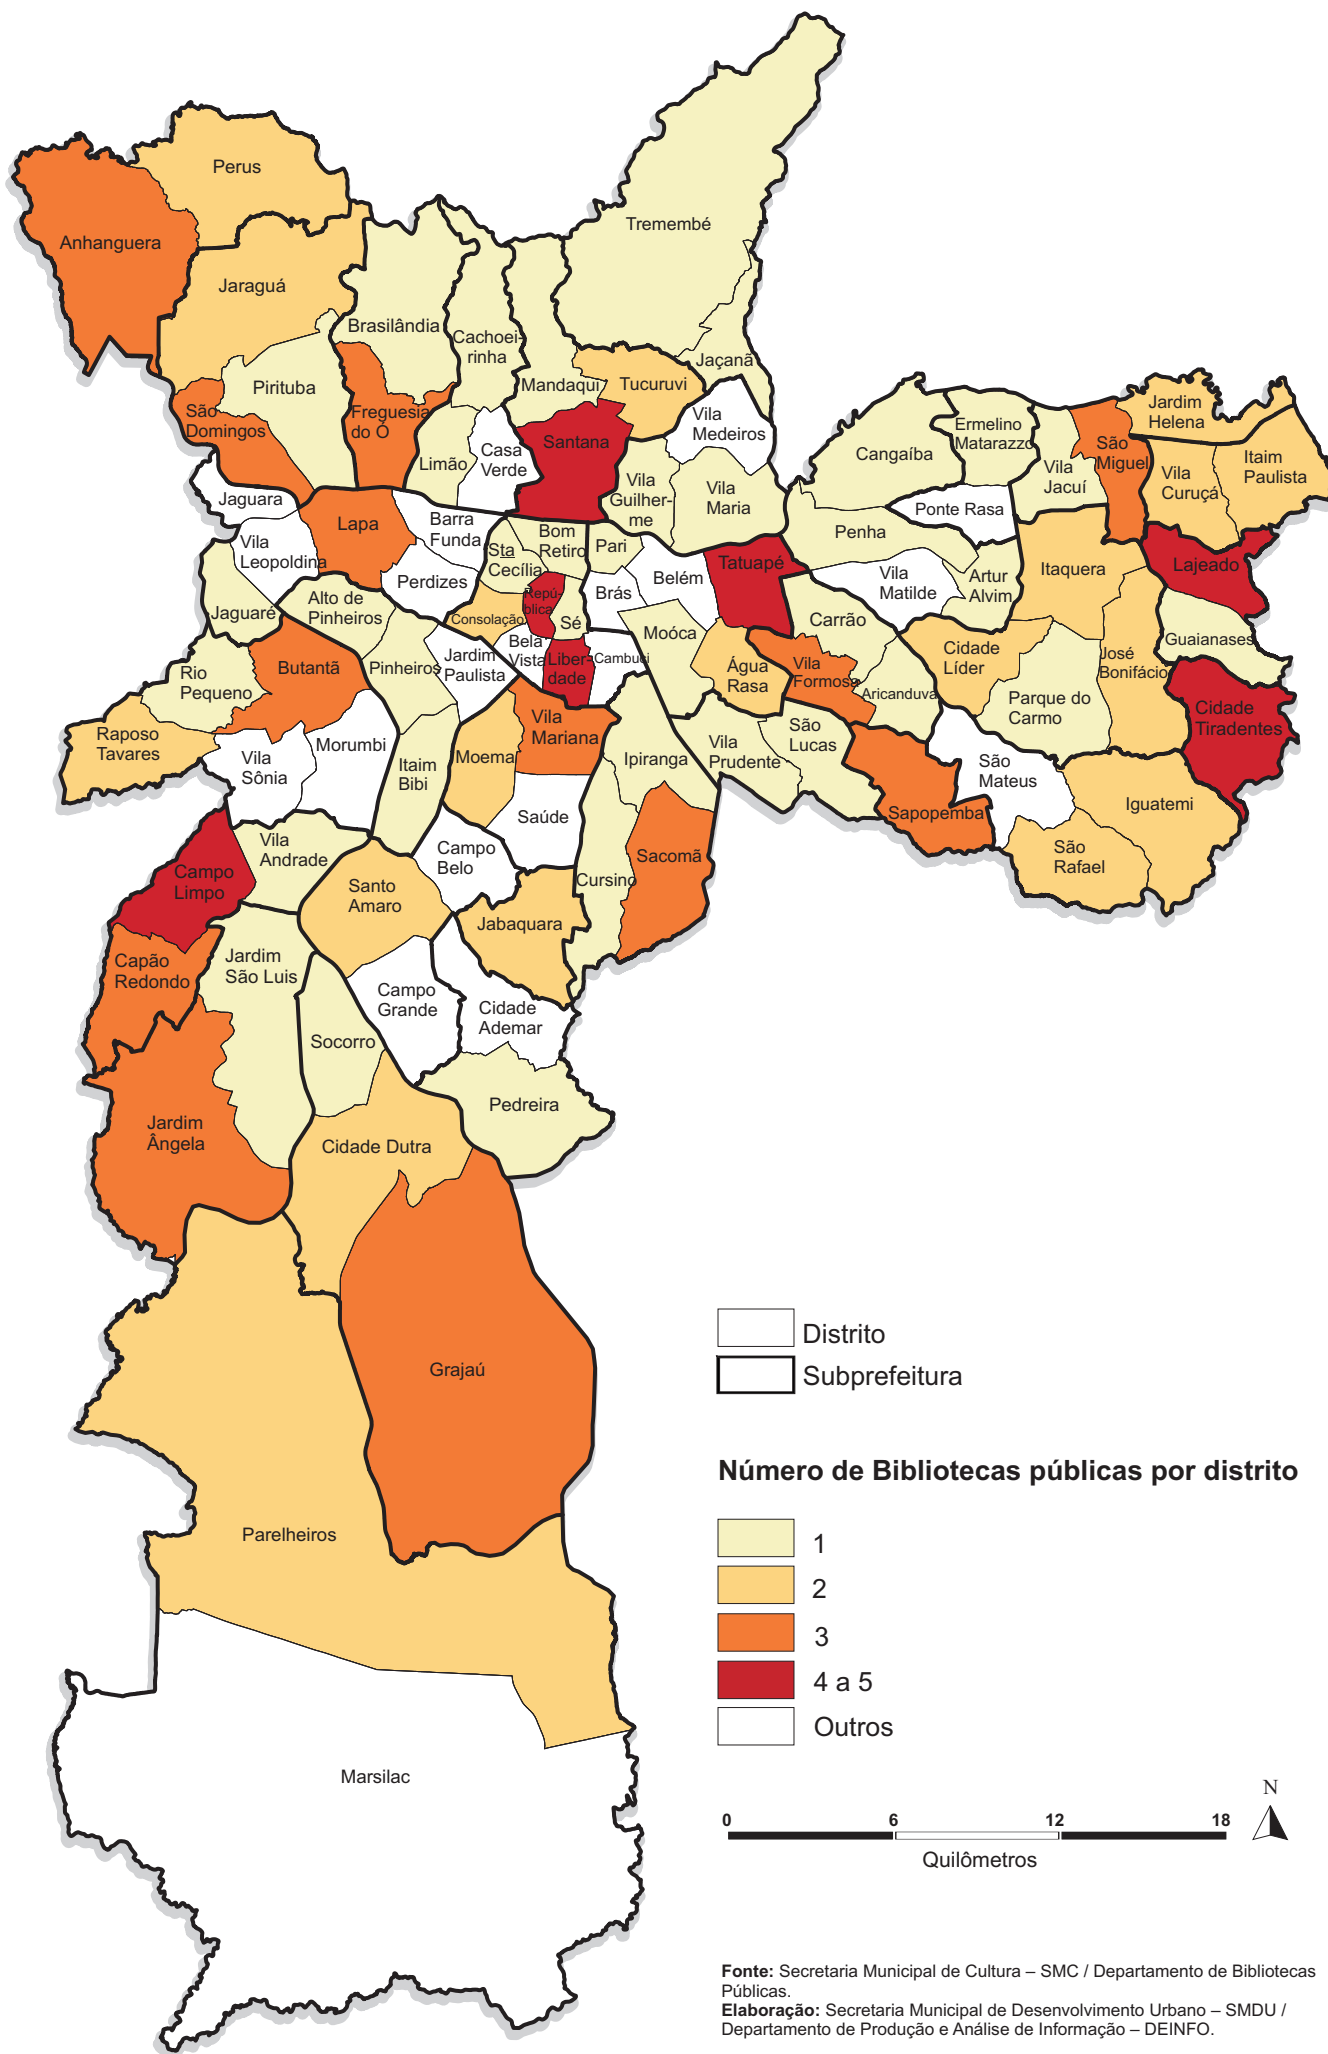 Perus
Anhanguera
Tremembé
Jaraguá
Brasilândia
Cachoei-
rinha
Jaçanã
Mandaqui
Tucuruvi
Pirituba
São
Domingos
Freguesia
do Ó
Limão
Casa
Verde
Santana
Vila
Medeiros
Vila
Guilher-
me
Vila
Maria
Cangaíba
Ermelino
Matarazzo
Vila
Jacuí
São
Miguel
Jardim
Helena
Vila
Curuçá
Itaim
Paulista
Jaguara
Vila
Leopoldina
Lapa
Barra
Funda
Perdizes
Sta
Cecília
Bom
Retiro
Pari
Brás
Belém
Tatuapé
Penha
Ponte Rasa
Vila
Matilde
Artur
Alvim
Itaquera
Lajeado
Guaianases
Jaguaré
Alto de
Pinheiros
Consolação
Repú-
blica
Sé
Bela
Vista
Liber-
dade
Cambuci
Moóca
Carrão
Água
Rasa
Vila
Formosa
Aricanduva
Cidade
Líder
Parque do
Carmo
José
Bonifácio
Cidade
Tiradentes
Rio
Pequeno
Butantã
Pinheiros
Jardim
Paulista
Raposo
Tavares
Vila
Sônia
Morumbi
Itaim
Bibi
Moema
Vila
Mariana
Saúde
Ipiranga
Vila
Prudente
São
Lucas
Sapopemba
São
Mateus
Iguatemi
São
Rafael
Vila
Andrade
Campo
Limpo
Santo
Amaro
Campo
Belo
Jabaquara
Cursino
Sacomã
Capão
Redondo
Jardim
São Luis
Campo
Grande
Cidade
Ademar
Socorro
Pedreira
Jardim
Ângela
Cidade Dutra
Grajaú
Parelheiros
Marsilac
Distrito
Subprefeitura
Número de Bibliotecas públicas por distrito
1
2
3
4 a 5
Outros
N
0 6 12 18
Quilômetros
Fonte: Secretaria Municipal de Cultura – SMC / Departamento de Bibliotecas
Públicas.
Elaboração: Secretaria Municipal de Desenvolvimento Urbano – SMDU /
Departamento de Produção e Análise de Informação – DEINFO.